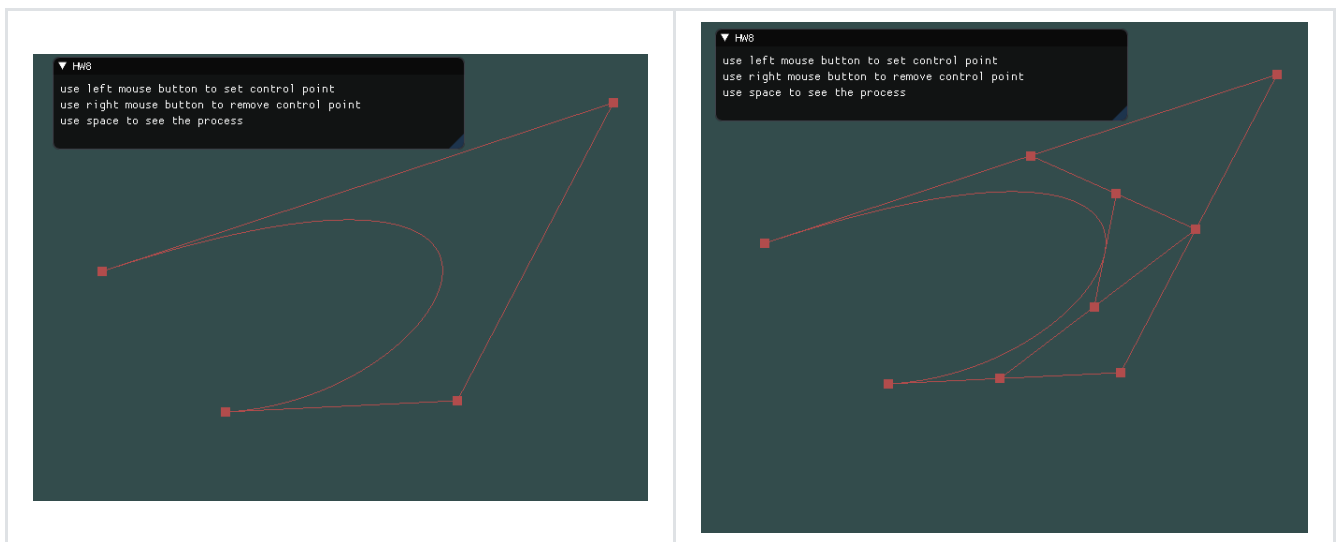 HW8
use left mouse button to set control point
use right mouse button to remove control point
use space to see the process
HW8
use left mouse button to set control point
use right mouse button to remove control point
use space to see the process